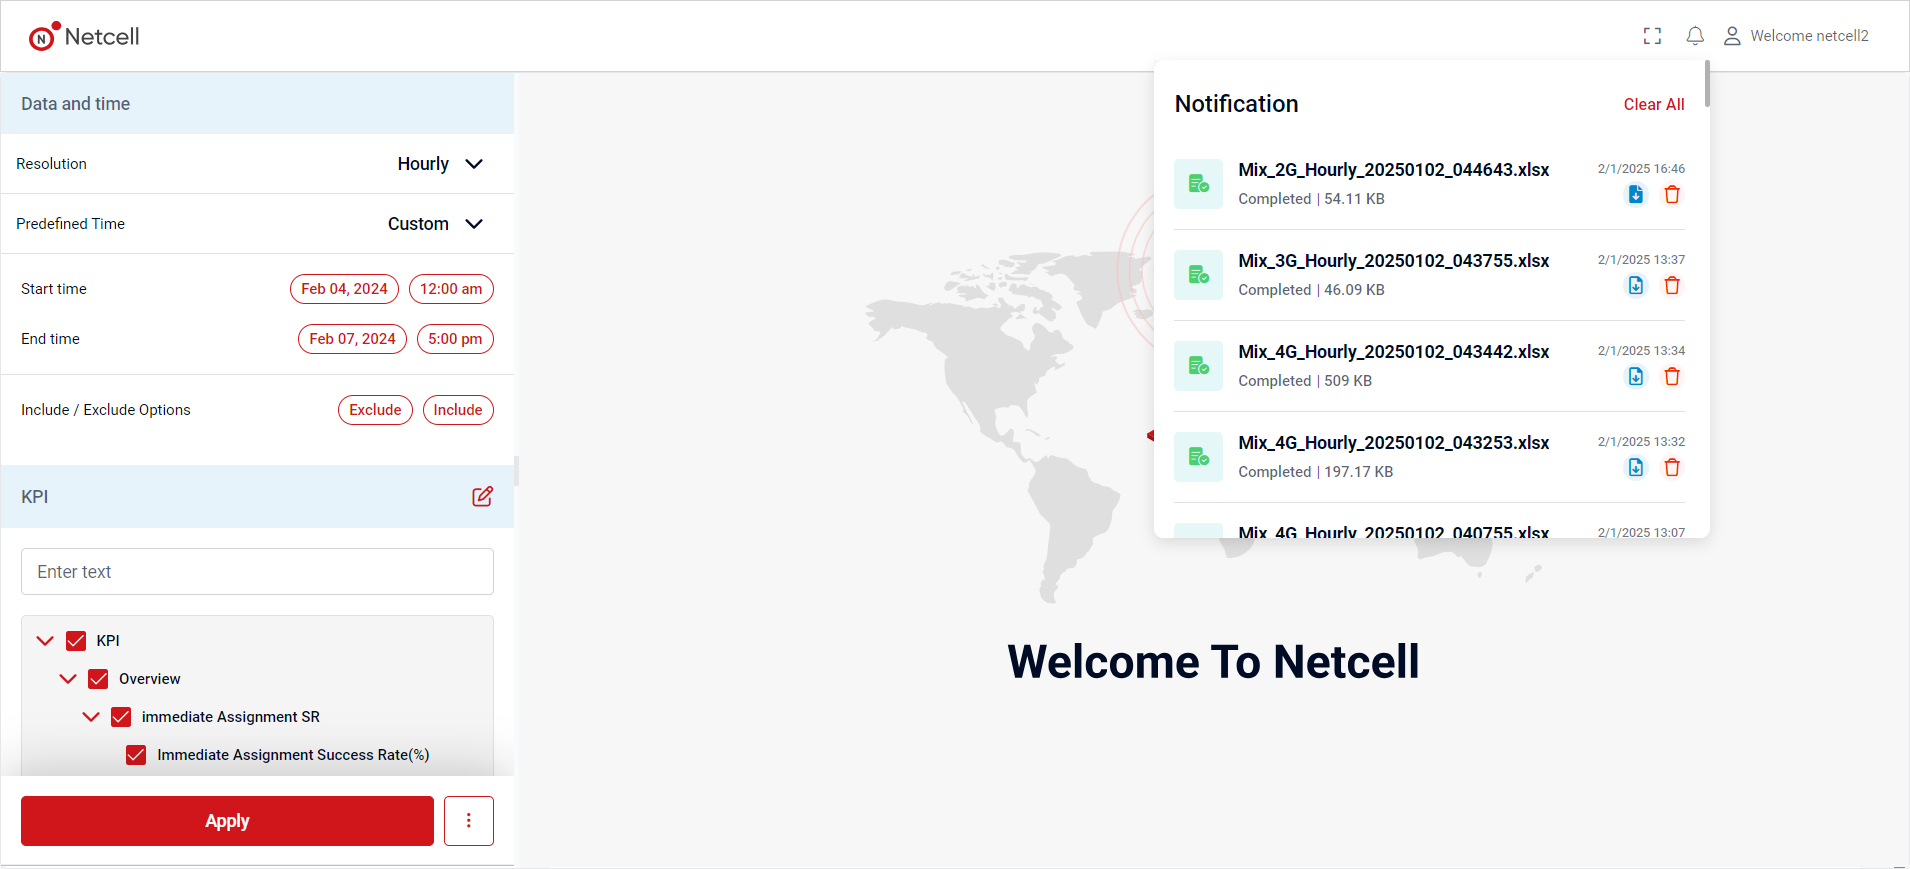 N Netcell
Welcome netcell2
Data and time
Resolution Hourly
Predefined Time Custom
Start time Feb 04, 2024 12:00 am
End time Feb 07, 2024 5:00 pm
Include / Exclude Options Exclude Include
KPI
Enter text
KPI
Overview
immediate Assignment SR
Immediate Assignment Success Rate(%)
Apply
Notification Clear All
Mix_2G_Hourly_20250102_044643.xlsx 2/1/2025 16:46
Completed | 54.11 KB
Mix_3G_Hourly_20250102_043755.xlsx 2/1/2025 13:37
Completed | 46.09 KB
Mix_4G_Hourly_20250102_043442.xlsx 2/1/2025 13:34
Completed | 509 KB
Mix_4G_Hourly_20250102_043253.xlsx 2/1/2025 13:32
Completed | 197.17 KB
Mix_4G_Hourly_20250102_040755.xlsx 2/1/2025 13:07
Welcome To Netcell